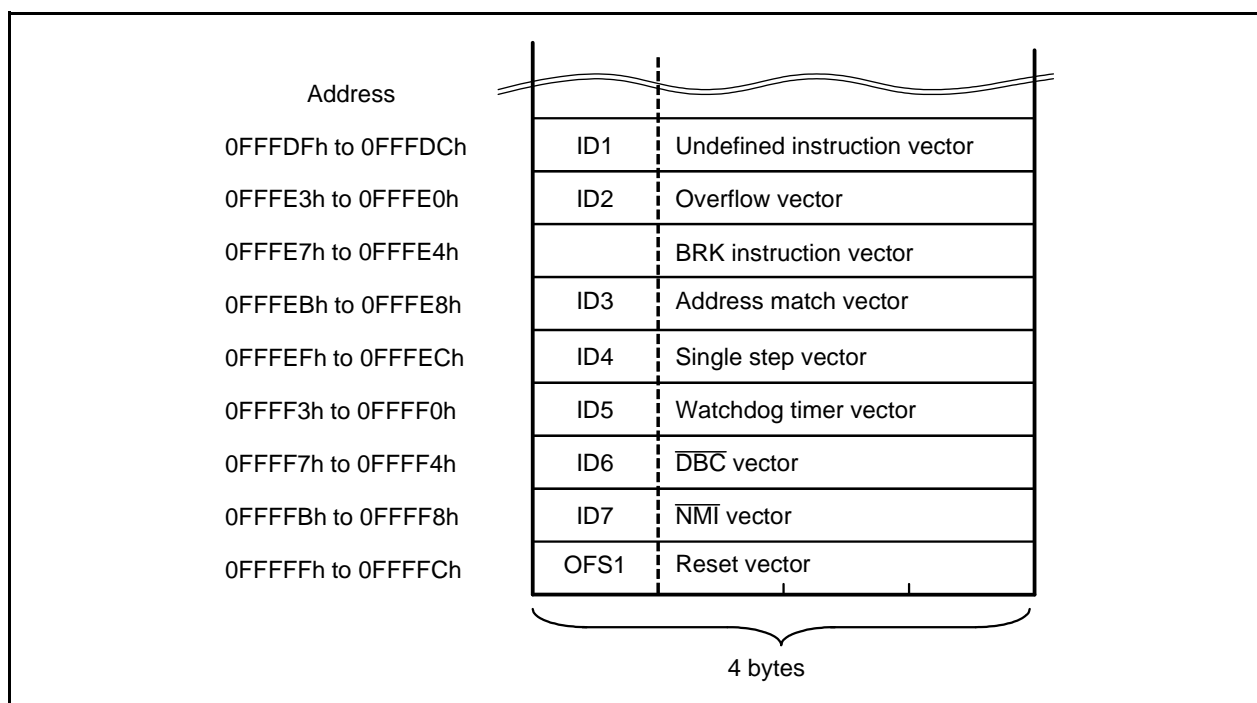 Address
0FFFDFh to 0FFFDCh ID1 Undefined instruction vector
0FFFE3h to 0FFFE0h ID2 Overflow vector
0FFFE7h to 0FFFE4h BRK instruction vector
0FFFEBh to 0FFFE8h ID3 Address match vector
0FFFEFh to 0FFFECh ID4 Single step vector
0FFFF3h to 0FFFF0h ID5 Watchdog timer vector
0FFFF7h to 0FFFF4h ID6 D̅B̅C̅ vector
0FFFFBh to 0FFFF8h ID7 N̅M̅I̅ vector
0FFFFFh to 0FFFFCh OFS1 Reset vector
4 bytes